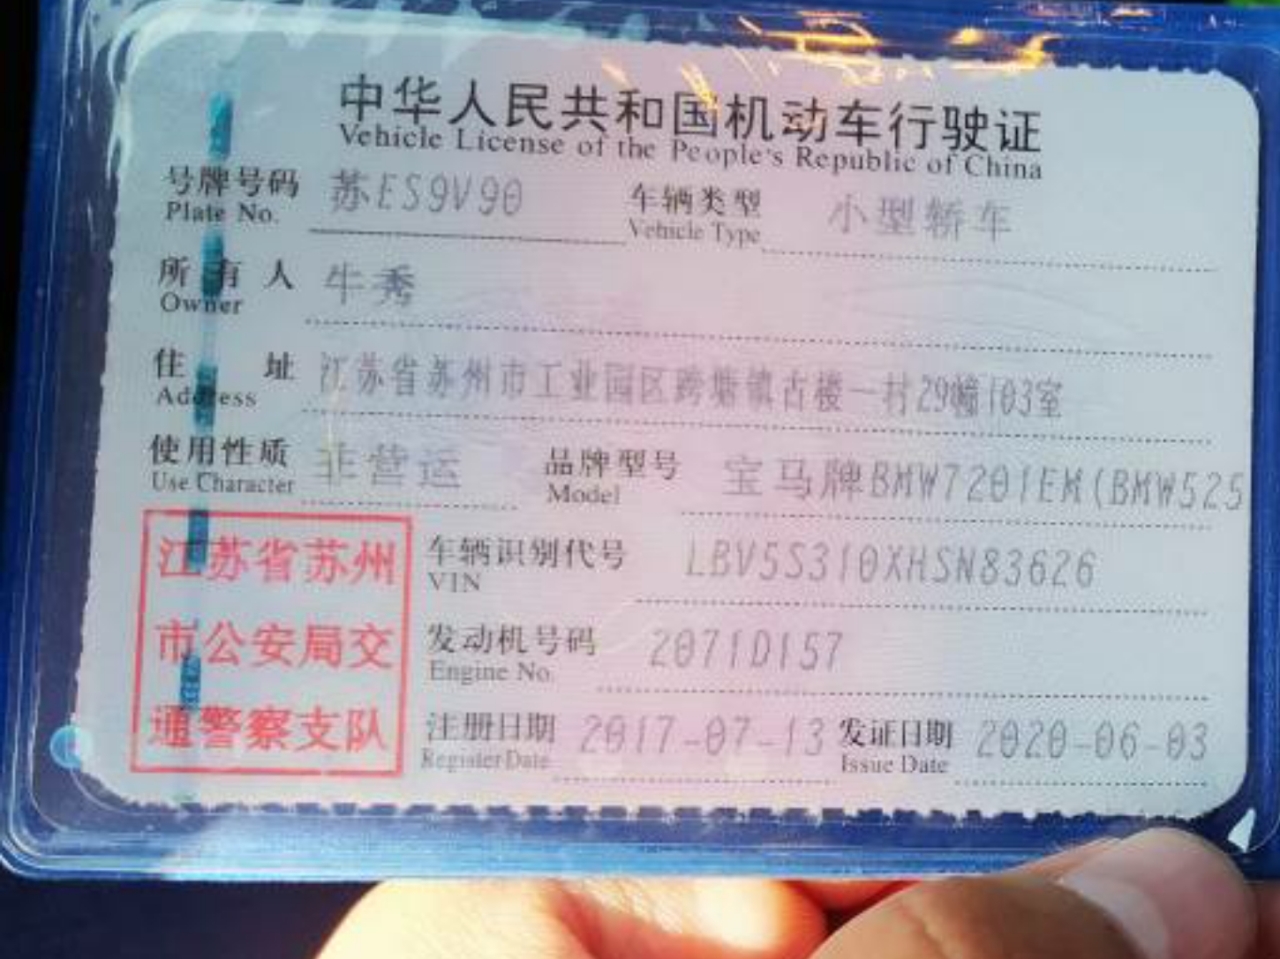 中华人民共和国机动车行驶证
Vehicle License of the People's Republic of China
号牌号码 苏ES9V90 车辆类型 小型轿车
Plate No. Vehicle Type
所有人 牛秀
Owner
住址 江苏省苏州市工业园区跨塘镇古楼一村29幢103室
Address
使用性质 非营运 品牌型号 宝马牌BMW7201EM(BMW525
Use Character Model
江苏省苏州
市公安局交
通警察支队
车辆识别代号 LBV5S310XHSN83626
VIN
发动机号码 2071D157
Engine No.
注册日期 2017-07-13 发证日期 2020-06-03
Register Date Issue Date